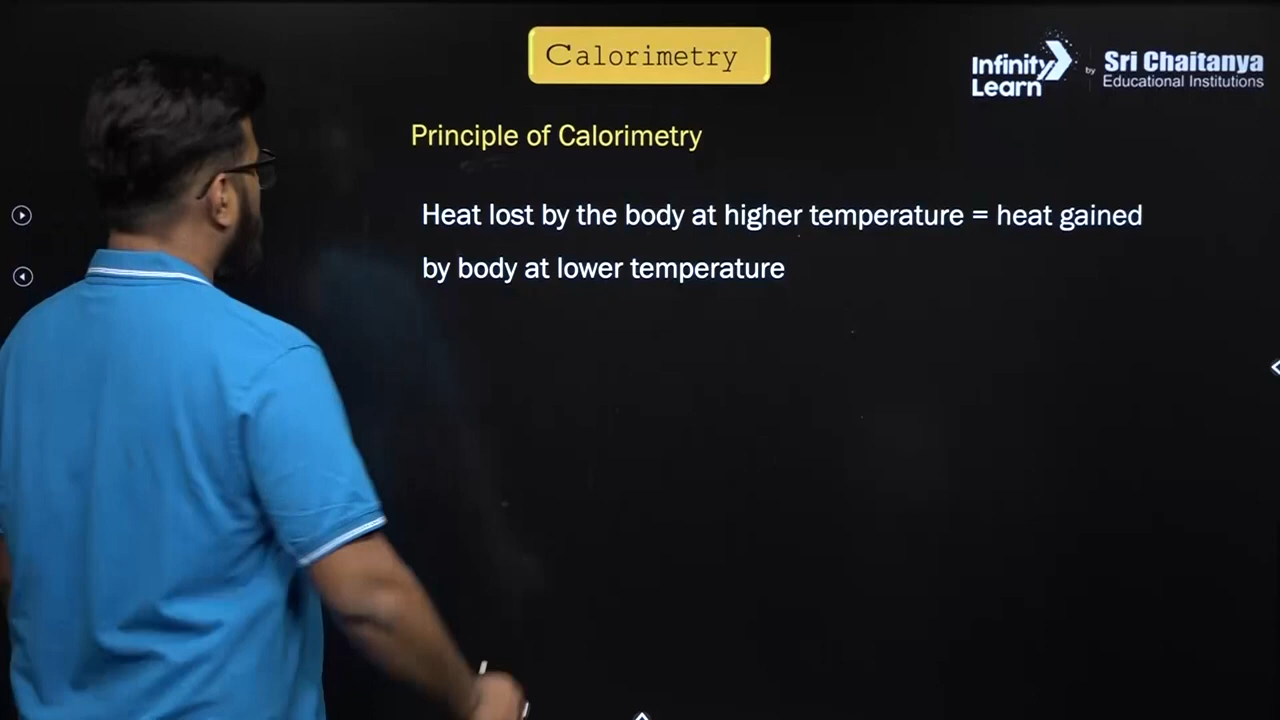 Calorimetry
Infinity Learn
by
Sri Chaitanya
Educational Institutions
Principle of Calorimetry
Heat lost by the body at higher temperature = heat gained
by body at lower temperature